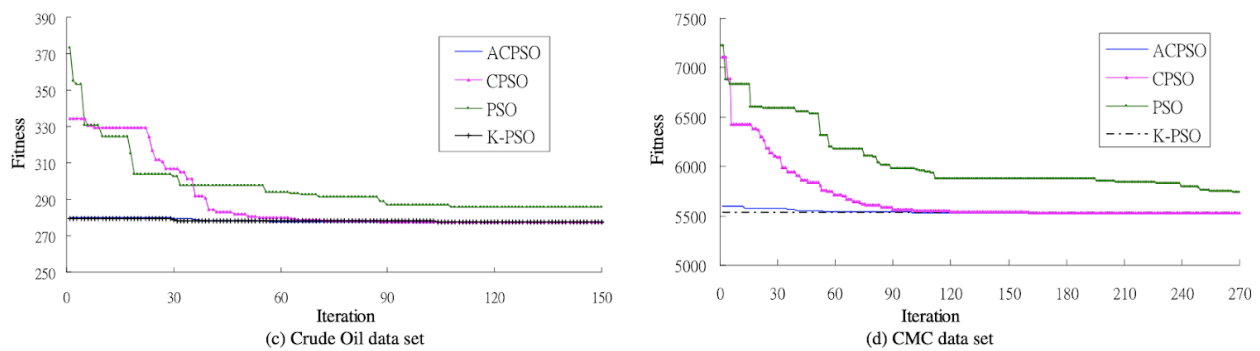 390
370
350
330
310
290
270
250
Fitness
ACPSO
CPSO
PSO
K-PSO
0 30 60 90 120 150
Iteration
(c) Crude Oil data set
7500
7000
6500
6000
5500
5000
Fitness
ACPSO
CPSO
PSO
K-PSO
0 30 60 90 120 150 180 210 240 270
Iteration
(d) CMC data set